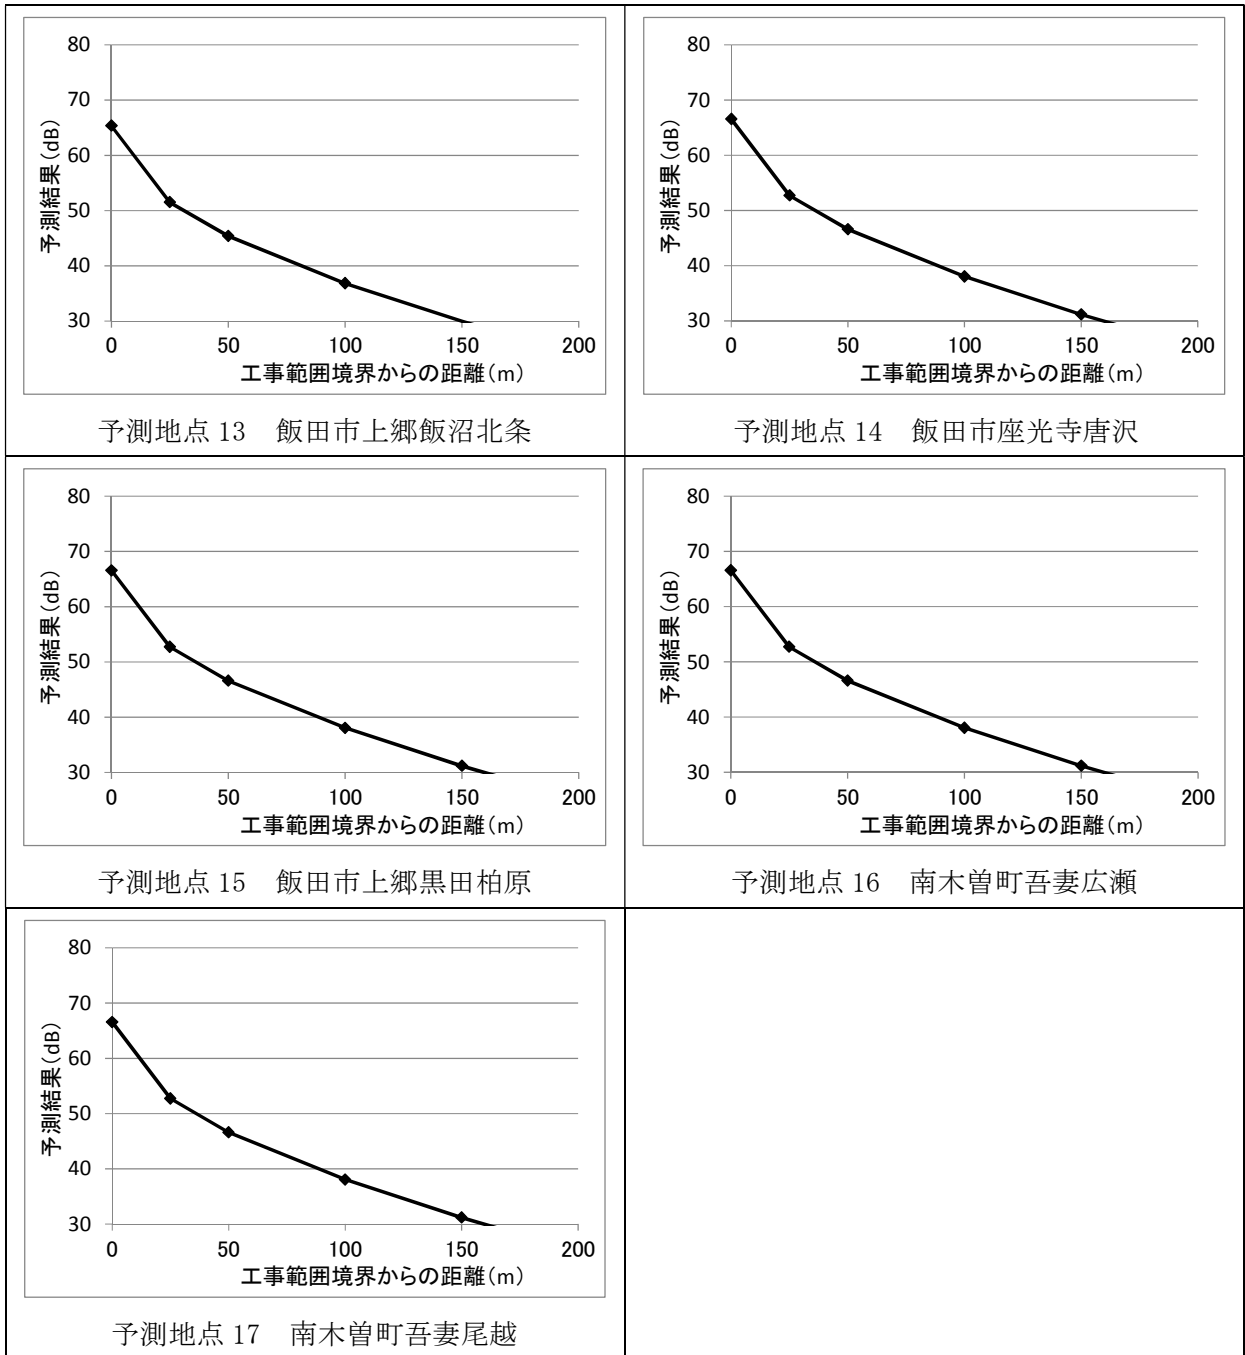 80
70
60
50
40
30
予測結果(dB)
0 50 100 150 200
工事範囲境界からの距離(m)
予測地点 13 飯田市上郷飯沼北条
80
70
60
50
40
30
予測結果(dB)
0 50 100 150 200
工事範囲境界からの距離(m)
予測地点 14 飯田市座光寺唐沢
80
70
60
50
40
30
予測結果(dB)
0 50 100 150 200
工事範囲境界からの距離(m)
予測地点 15 飯田市上郷黒田柏原
80
70
60
50
40
30
予測結果(dB)
0 50 100 150 200
工事範囲境界からの距離(m)
予測地点 16 南木曽町吾妻広瀬
80
70
60
50
40
30
予測結果(dB)
0 50 100 150 200
工事範囲境界からの距離(m)
予測地点 17 南木曽町吾妻尾越